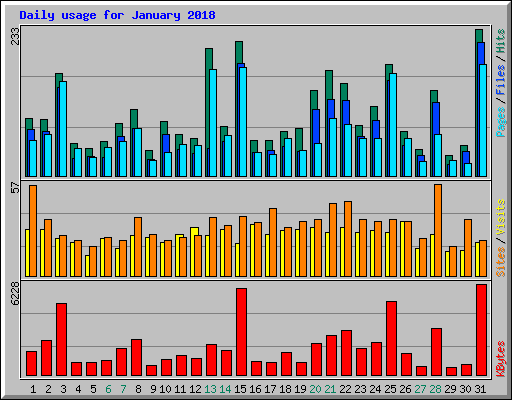 Daily usage for January 2018
233
57
6228
Pages / Files / Hits
Sites / Visits
KBytes
1 2 3 4 5 6 7 8 9 10 11 12 13 14 15 16 17 18 19 20 21 22 23 24 25 26 27 28 29 30 31